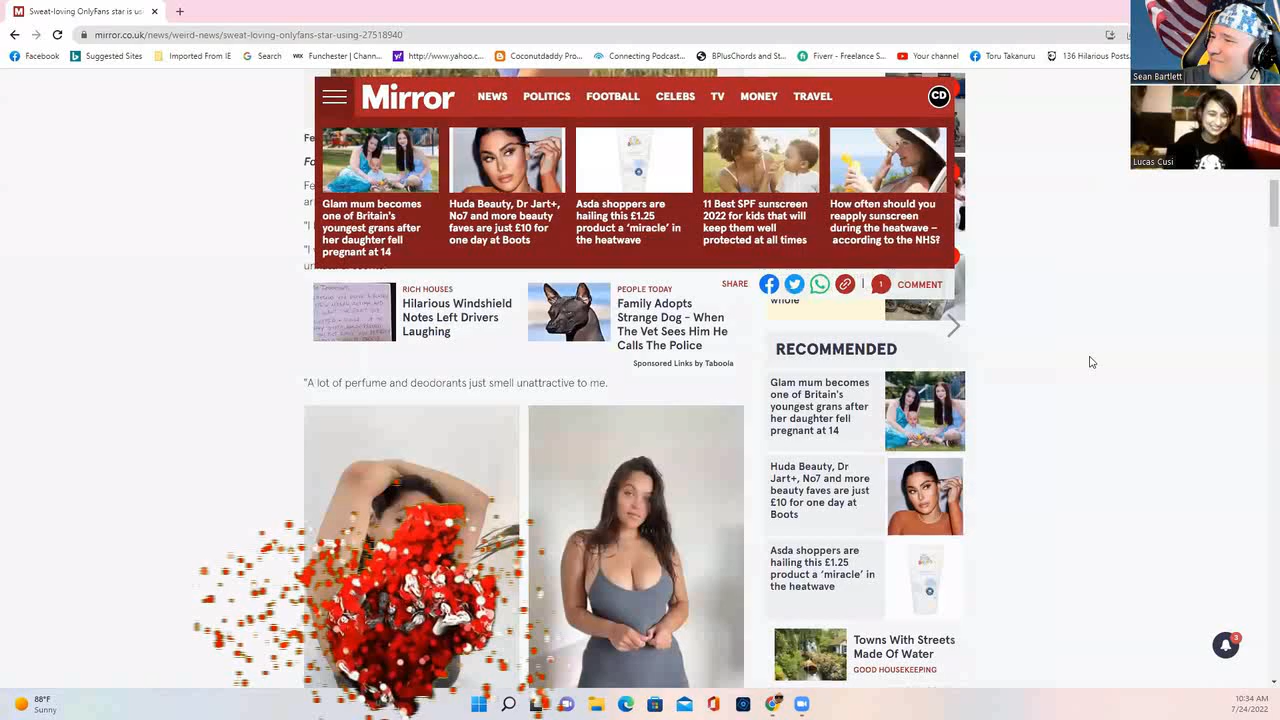 Sweat-loving OnlyFans star is us
mirror.co.uk/news/weird-news/sweat-loving-onlyfans-star-using-27518940
Facebook
Suggested Sites
Imported From IE
Search
Funchester | Chann...
http://www.yahoo.c...
Coconutdaddy Pro...
Connecting Podcast...
BPlusChords and St...
Fiverr - Freelance S...
Your channel
Toru Takanuru
136 Hilarious Posts
Sean Bartlett
Lucas Cusi
Mirror
NEWS
POLITICS
FOOTBALL
CELEBS
TV
MONEY
TRAVEL
CD
Fe
Fo
Fe
"I
"I
Glam mum becomes
one of Britain's
youngest grans after
her daughter fell
pregnant at 14
Huda Beauty, Dr Jart+,
No7 and more beauty
faves are just £10 for
one day at Boots
Asda shoppers are
hailing this £1.25
product a 'miracle' in
the heatwave
11 Best SPF sunscreen
2022 for kids that will
keep them well
protected at all times
How often should you
reapply sunscreen
during the heatwave –
according to the NHS?
RICH HOUSES
Hilarious Windshield
Notes Left Drivers
Laughing
PEOPLE TODAY
Family Adopts
Strange Dog - When
The Vet Sees Him He
Calls The Police
Sponsored Links by Taboola
SHARE
1
COMMENT
whole
"A lot of perfume and deodorants just smell unattractive to me.
RECOMMENDED
Glam mum becomes
one of Britain's
youngest grans after
her daughter fell
pregnant at 14
Huda Beauty, Dr
Jart+, No7 and more
beauty faves are just
£10 for one day at
Boots
Asda shoppers are
hailing this £1.25
product a 'miracle' in
the heatwave
Towns With Streets
Made Of Water
GOOD HOUSEKEEPING
3
88°F
Sunny
10:34 AM
7/24/2022